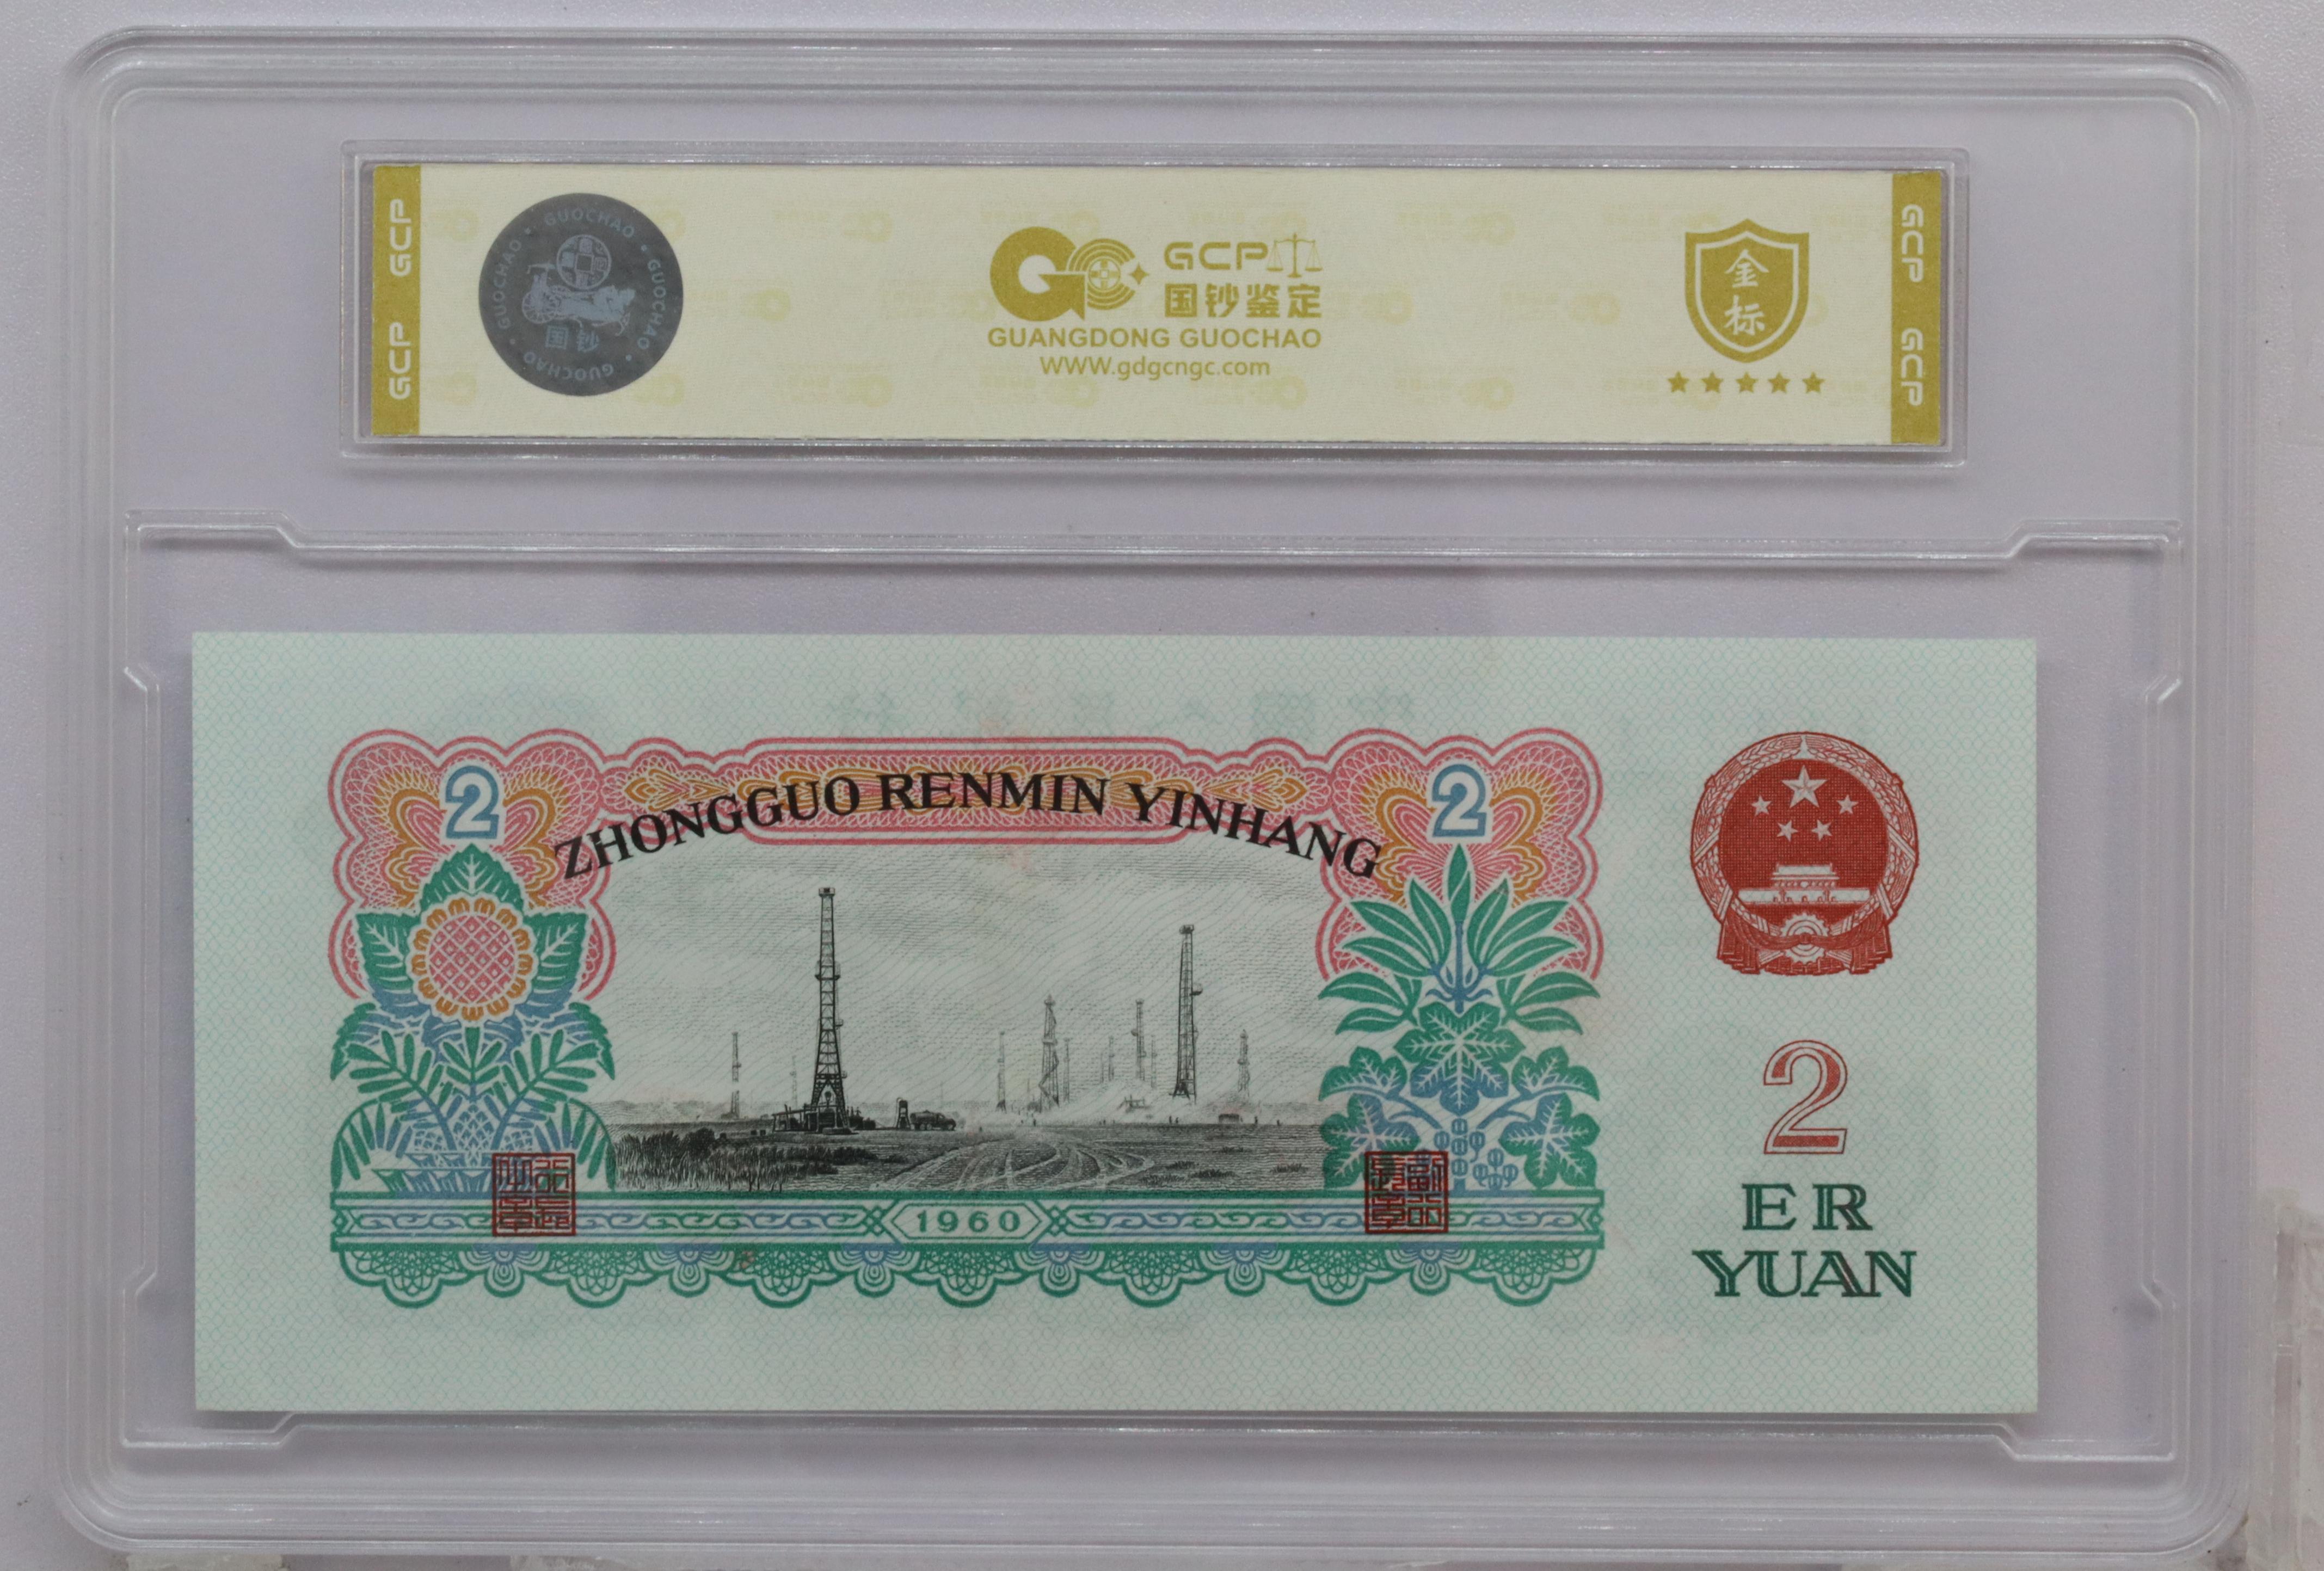 GCP GCP
GUOCHAO • GUOCHAO • GUOCHAO • GUOCHAO
国钞
GCP
国钞鉴定
GUANGDONG GUOCHAO
WWW.gdgcngc.com
金
标
GCP GCP
ZHONGGUO RENMIN YINHANG
2
2
1960
2
ER
YUAN